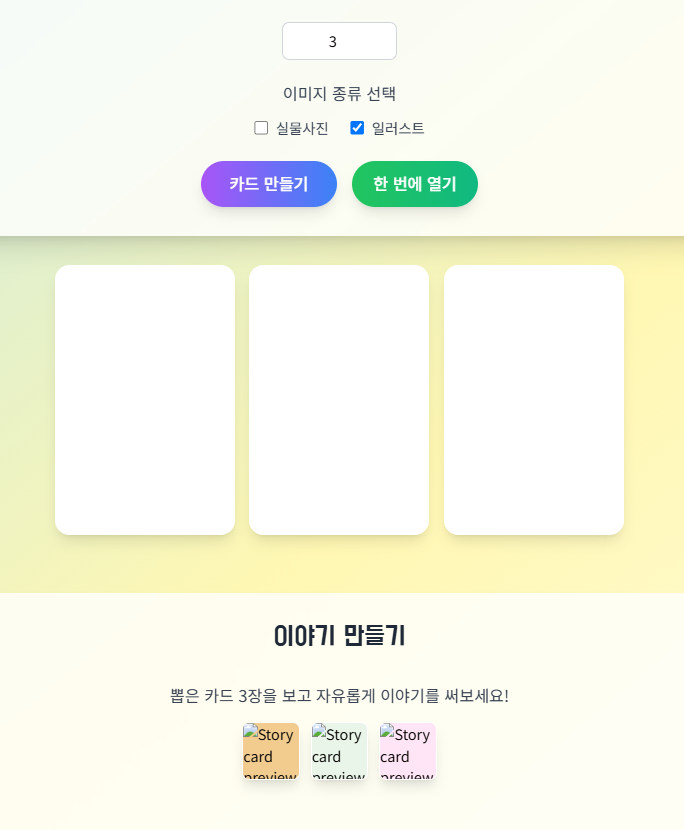 3
이미지 종류 선택
실물사진 일러스트
카드 만들기 한 번에 열기
이야기 만들기
뽑은 카드 3장을 보고 자유롭게 이야기를 써보세요!
Story card preview Story card preview Story card preview